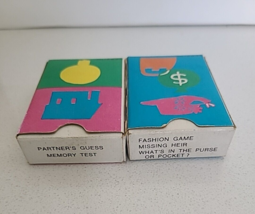 $
PARTNER'S GUESS
MEMORY TEST
FASHION GAME
MISSING HEIR
WHAT'S IN THE PURSE
OR POCKET?